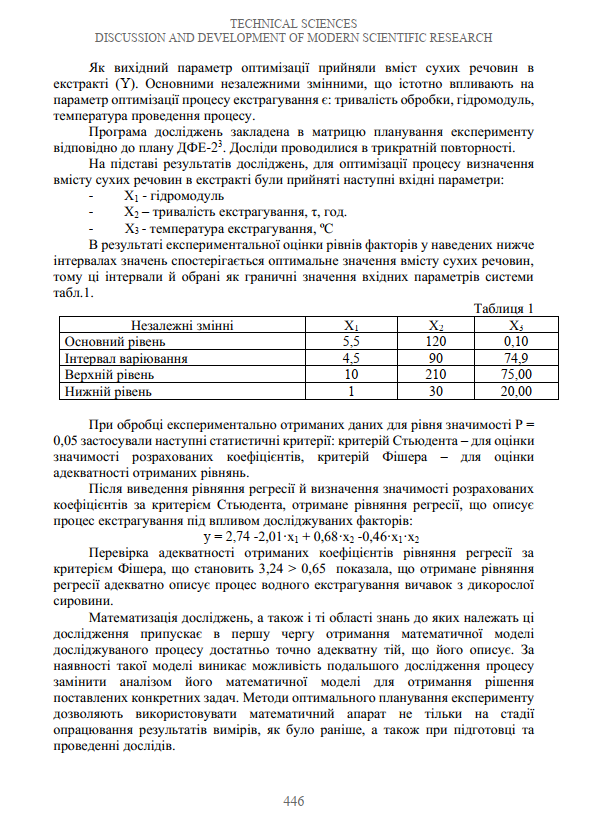 TECHNICAL SCIENCES
DISCUSSION AND DEVELOPMENT OF MODERN SCIENTIFIC RESEARCH
Як вихідний параметр оптимізації прийняли вміст сухих речовин в
екстракті (Y). Основними незалежними змінними, що істотно впливають на
параметр оптимізації процесу екстрагування є: тривалість обробки, гідромодуль,
температура проведення процесу.
Програма досліджень закладена в матрицю планування експерименту
відповідно до плану ДФЕ-2³. Досліди проводилися в трикратній повторності.
На підставі результатів досліджень, для оптимізації процесу визначення
вмісту сухих речовин в екстракті були прийняті наступні вхідні параметри:
- X₁ - гідромодуль
- X₂ – тривалість екстрагування, τ, год.
- X₃ - температура екстрагування, ºС
В результаті експериментальної оцінки рівнів факторів у наведених нижче
інтервалах значень спостерігається оптимальне значення вмісту сухих речовин,
тому ці інтервали й обрані як граничні значення вхідних параметрів системи
табл.1.
Таблиця 1
Незалежні змінні X₁ X₂ X₃
Основний рівень 5,5 120 0,10
Інтервал варіювання 4,5 90 74,9
Верхній рівень 10 210 75,00
Нижній рівень 1 30 20,00
При обробці експериментально отриманих даних для рівня значимості Р =
0,05 застосували наступні статистичні критерії: критерій Стьюдента – для оцінки
значимості розрахованих коефіцієнтів, критерій Фішера – для оцінки
адекватності отриманих рівнянь.
Після виведення рівняння регресії й визначення значимості розрахованих
коефіцієнтів за критерієм Стьюдента, отримане рівняння регресії, що описує
процес екстрагування під впливом досліджуваних факторів:
y = 2,74 -2,01·x₁ + 0,68·x₂ -0,46·x₁·x₂
Перевірка адекватності отриманих коефіцієнтів рівняння регресії за
критерієм Фішера, що становить 3,24 > 0,65 показала, що отримане рівняння
регресії адекватно описує процес водного екстрагування вичавок з дикорослої
сировини.
Математизація досліджень, а також і ті області знань до яких належать ці
дослідження припускає в першу чергу отримання математичної моделі
досліджуваного процесу достатньо точно адекватну тій, що його описує. За
наявності такої моделі виникає можливість подальшого дослідження процесу
замінити аналізом його математичної моделі для отримання рішення
поставлених конкретних задач. Методи оптимального планування експерименту
дозволяють використовувати математичний апарат не тільки на стадії
опрацювання результатів вимірів, як було раніше, а також при підготовці та
проведенні дослідів.
446